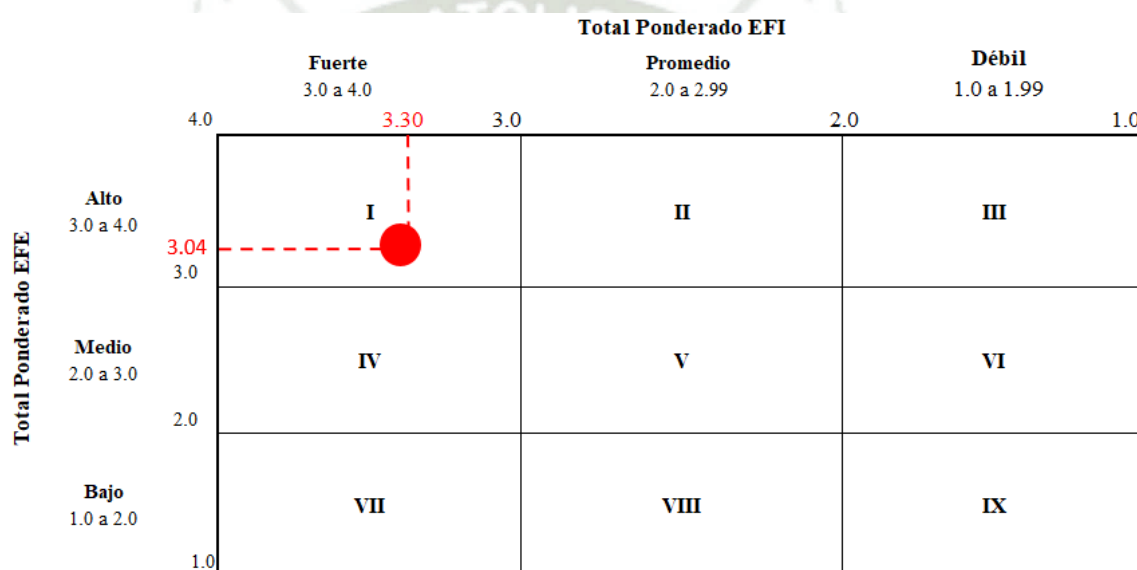 Total Ponderado EFI
Fuerte
3.0 a 4.0
Promedio
2.0 a 2.99
Débil
1.0 a 1.99
4.0
3.30
3.0
2.0
1.0
Total Ponderado EFE
Alto
3.0 a 4.0
3.04
3.0
I
II
III
Medio
2.0 a 3.0
2.0
IV
V
VI
Bajo
1.0 a 2.0
1.0
VII
VIII
IX